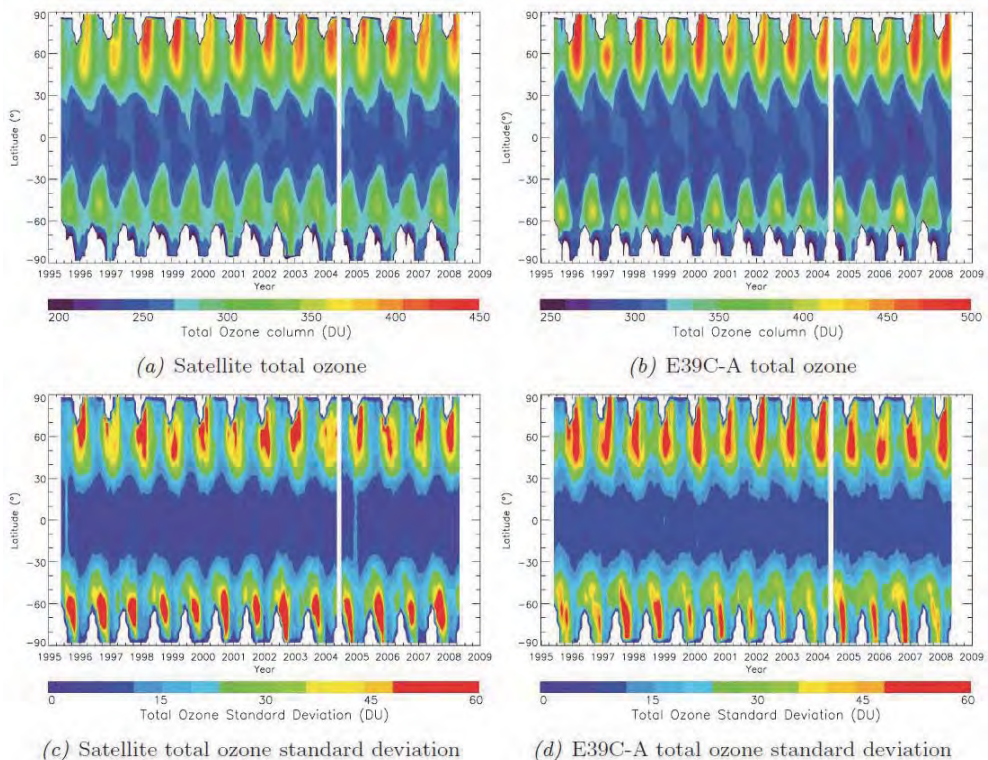 90
60
30
0
-30
-60
-90
Latitude (°)
1995 1996 1997 1998 1999 2000 2001 2002 2003 2004 2005 2006 2007 2008 2009
Year
200 250 300 350 400 450
Total Ozone column (DU)
(a) Satellite total ozone
90
60
30
0
-30
-60
-90
Latitude(°)
1995 1996 1997 1998 1999 2000 2001 2002 2003 2004 2005 2006 2007 2008 2009
Year
250 300 350 400 450 500
Total Ozone column (DU)
(b) E39C-A total ozone
90
60
30
0
-30
-60
-90
Latitude (°)
1995 1996 1997 1998 1999 2000 2001 2002 2003 2004 2005 2006 2007 2008 2009
Year
0 15 30 45 60
Total Ozone Standard Deviation (DU)
(c) Satellite total ozone standard deviation
90
60
30
0
-30
-60
-90
Latitude (°)
1995 1996 1997 1998 1999 2000 2001 2002 2003 2004 2005 2006 2007 2008 2009
Year
0 15 30 45 60
Total Ozone Standard Deviation (DU)
(d) E39C-A total ozone standard deviation